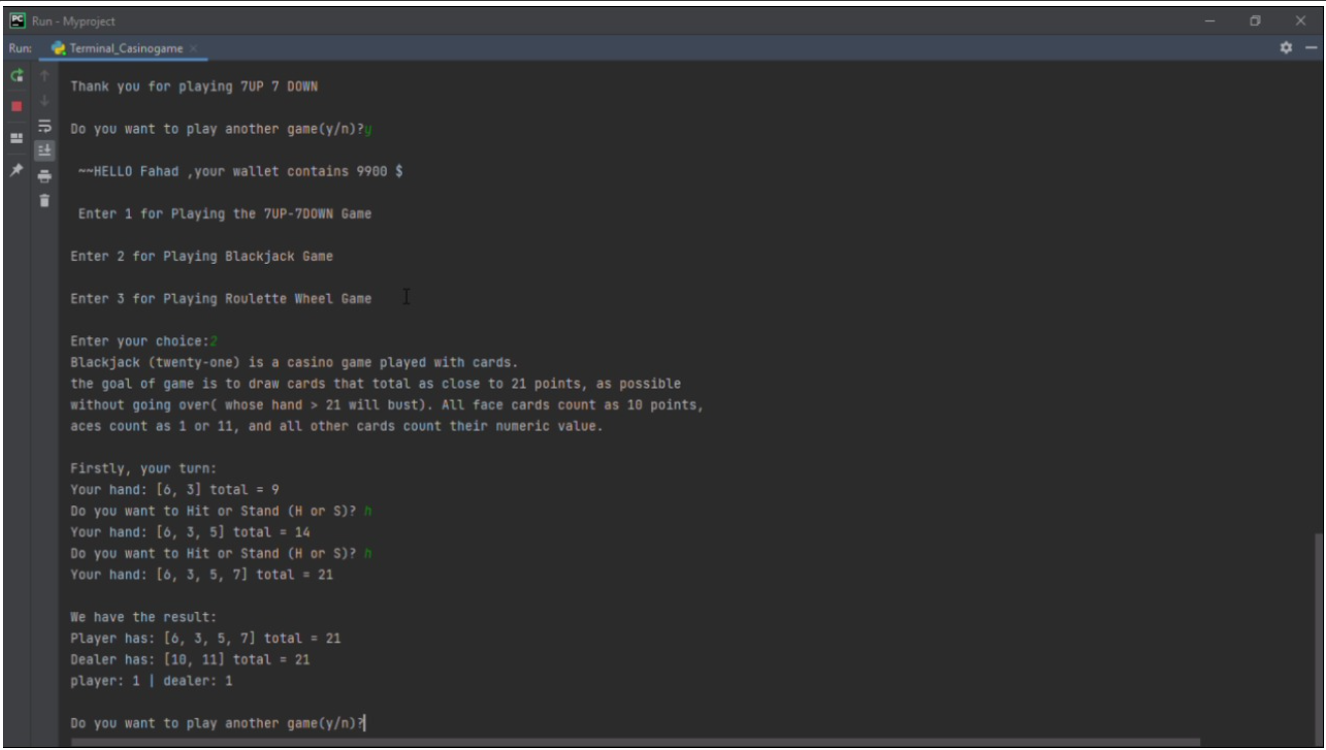 PC Run - Myproject
Run: Terminal_Casinogame
Thank you for playing 7UP 7 DOWN
Do you want to play another game(y/n)?y
~~HELLO Fahad ,your wallet contains 9900 $
Enter 1 for Playing the 7UP-7DOWN Game
Enter 2 for Playing Blackjack Game
Enter 3 for Playing Roulette Wheel Game
Enter your choice:2
Blackjack (twenty-one) is a casino game played with cards.
the goal of game is to draw cards that total as close to 21 points, as possible
without going over( whose hand > 21 will bust). All face cards count as 10 points,
aces count as 1 or 11, and all other cards count their numeric value.
Firstly, your turn:
Your hand: [6, 3] total = 9
Do you want to Hit or Stand (H or S)? h
Your hand: [6, 3, 5] total = 14
Do you want to Hit or Stand (H or S)? h
Your hand: [6, 3, 5, 7] total = 21
We have the result:
Player has: [6, 3, 5, 7] total = 21
Dealer has: [10, 11] total = 21
player: 1 | dealer: 1
Do you want to play another game(y/n)?